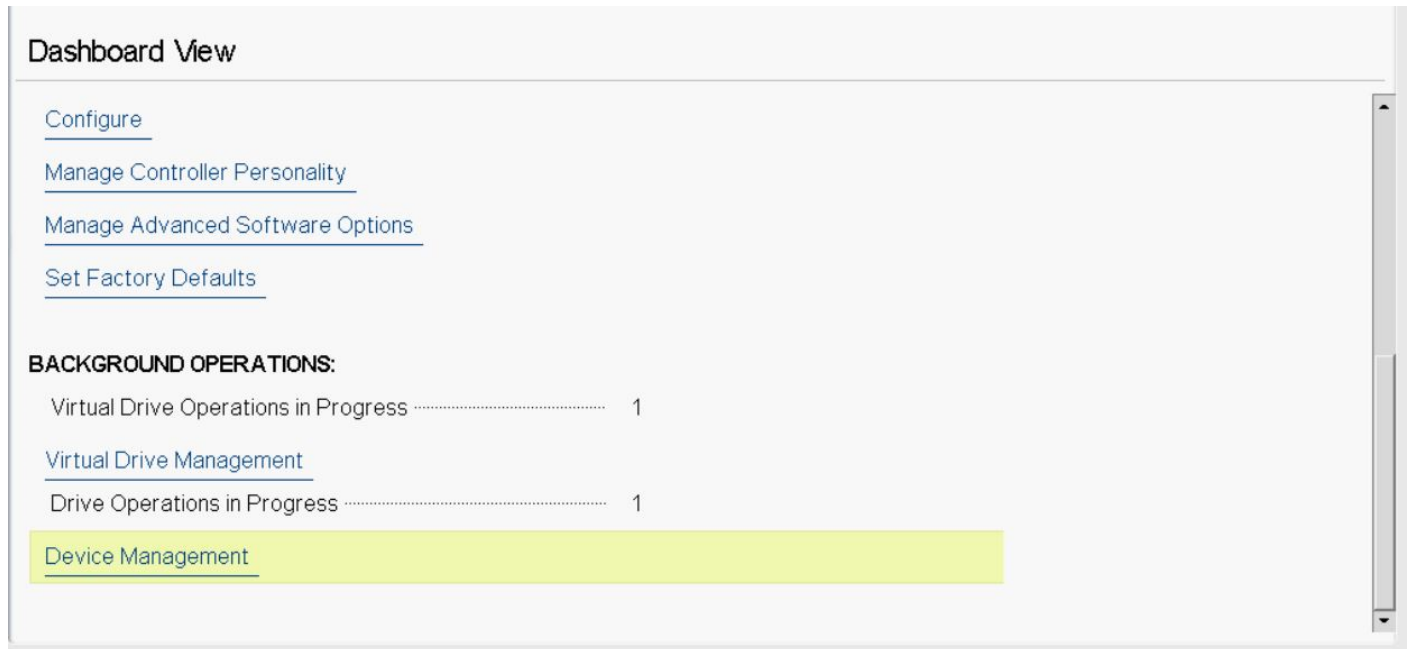 Dashboard View
Configure
Manage Controller Personality
Manage Advanced Software Options
Set Factory Defaults
BACKGROUND OPERATIONS:
Virtual Drive Operations in Progress 1
Virtual Drive Management
Drive Operations in Progress 1
Device Management